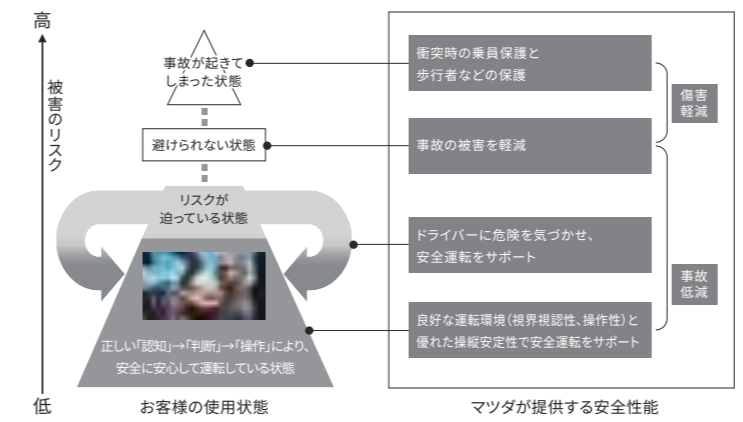 高
被害のリスク
低
事故が起きて
しまった状態
避けられない状態
リスクが
迫っている状態
正しい「認知」→「判断」→「操作」により、
安全に安心して運転している状態
お客様の使用状態
衝突時の乗員保護と
歩行者などの保護
事故の被害を軽減
ドライバーに危険を気づかせ、
安全運転をサポート
良好な運転環境（視界視認性、操作性）と
優れた操縦安定性で安全運転をサポート
傷害
軽減
事故
低減
マツダが提供する安全性能